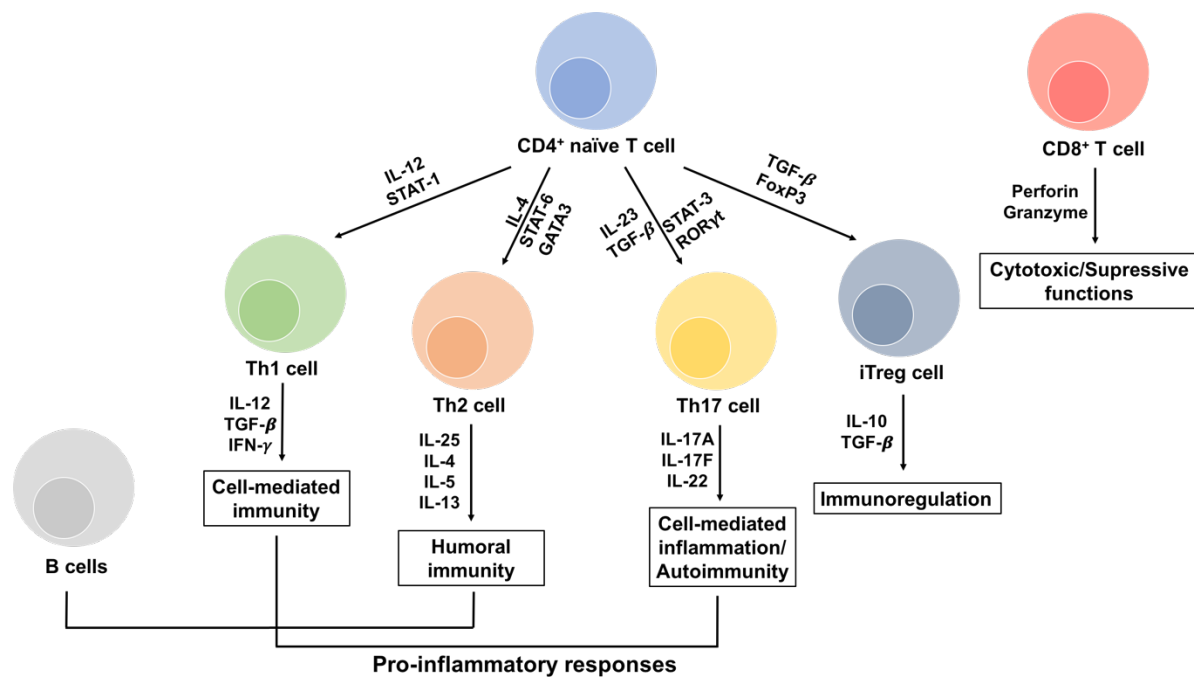 CD4⁺ naïve T cell
CD8⁺ T cell
IL-12
STAT-1
IL-4
STAT-6
GATA3
IL-23
TGF-β
STAT-3
RORγt
TGF-β
FoxP3
Perforin
Granzyme
Cytotoxic/Supressive
functions
Th1 cell
Th2 cell
Th17 cell
iTreg cell
IL-12
TGF-β
IFN-γ
IL-25
IL-4
IL-5
IL-13
IL-17A
IL-17F
IL-22
IL-10
TGF-β
Cell-mediated
immunity
Humoral
immunity
Cell-mediated
inflammation/
Autoimmunity
Immunoregulation
B cells
Pro-inflammatory responses